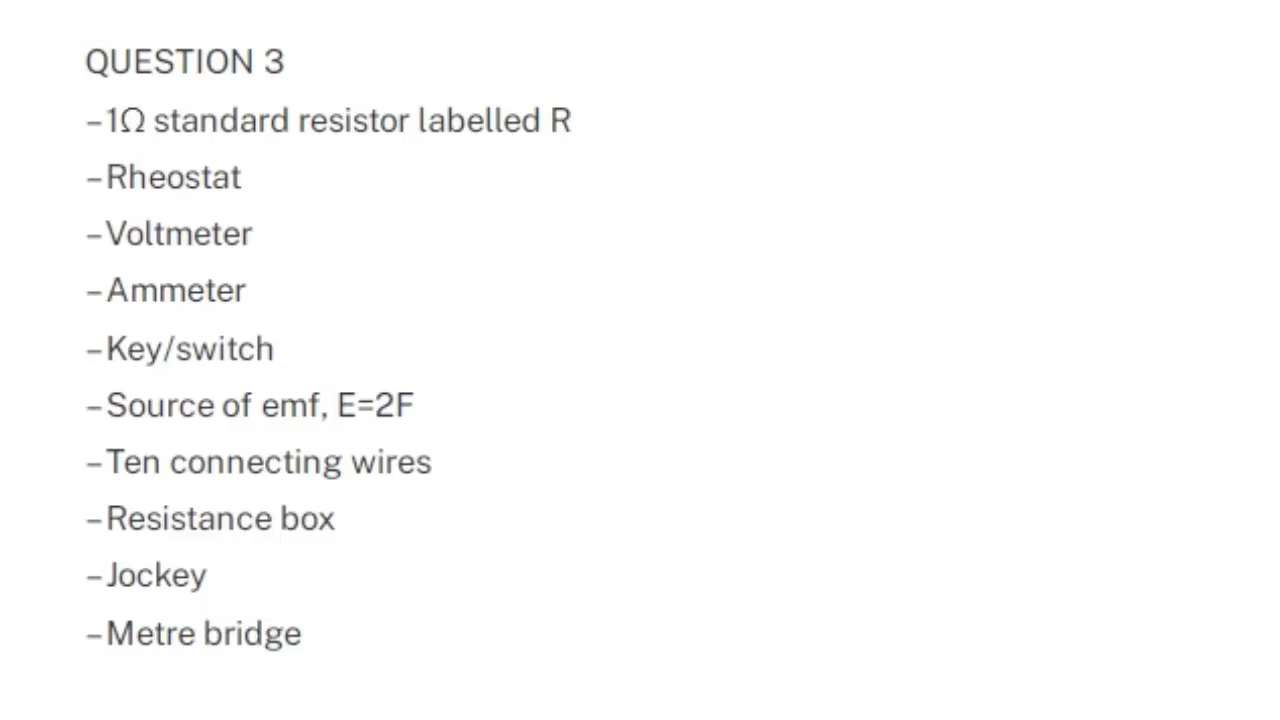 QUESTION 3
–1Ω standard resistor labelled R
–Rheostat
–Voltmeter
–Ammeter
–Key/switch
–Source of emf, E=2F
–Ten connecting wires
–Resistance box
–Jockey
–Metre bridge